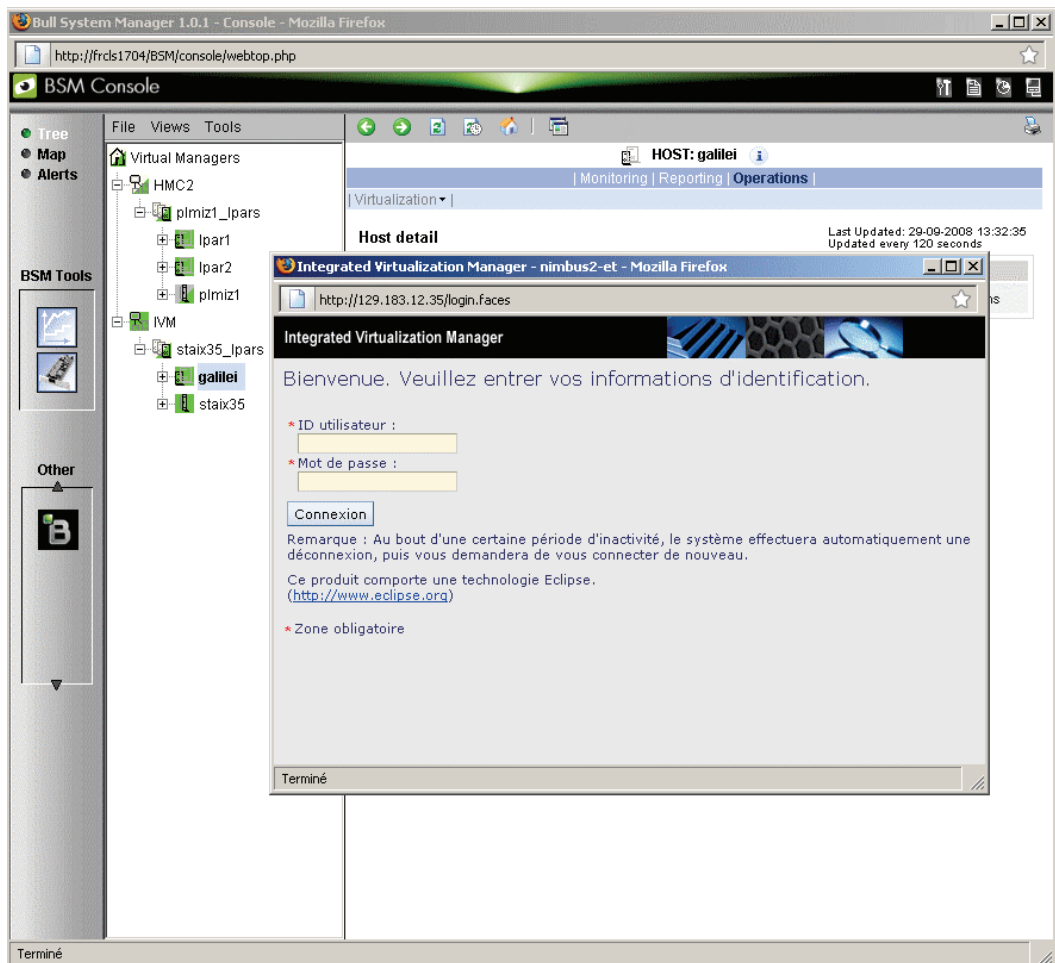 Bull System Manager 1.0.1 - Console - Mozilla Firefox
http://frcls1704/BSM/console/webtop.php
BSM Console
Tree
Map
Alerts
BSM Tools
Other
B
File Views Tools
Virtual Managers
HMC2
plmiz1_lpars
lpar1
lpar2
plmiz1
IVM
staix35_lpars
galilei
staix35
HOST: galilei
| Monitoring | Reporting | Operations |
| Virtualization |
Host detail
Last Updated: 29-09-2008 13:32:35
Updated every 120 seconds
ns
Integrated Virtualization Manager - nimbus2-et - Mozilla Firefox
http://129.183.12.35/login.faces
Integrated Virtualization Manager
Bienvenue. Veuillez entrer vos informations d'identification.
* ID utilisateur :
* Mot de passe :
Connexion
Remarque : Au bout d'une certaine période d'inactivité, le système effectuera automatiquement une
déconnexion, puis vous demandera de vous connecter de nouveau.
Ce produit comporte une technologie Eclipse.
(http://www.eclipse.org)
* Zone obligatoire
Terminé
Terminé